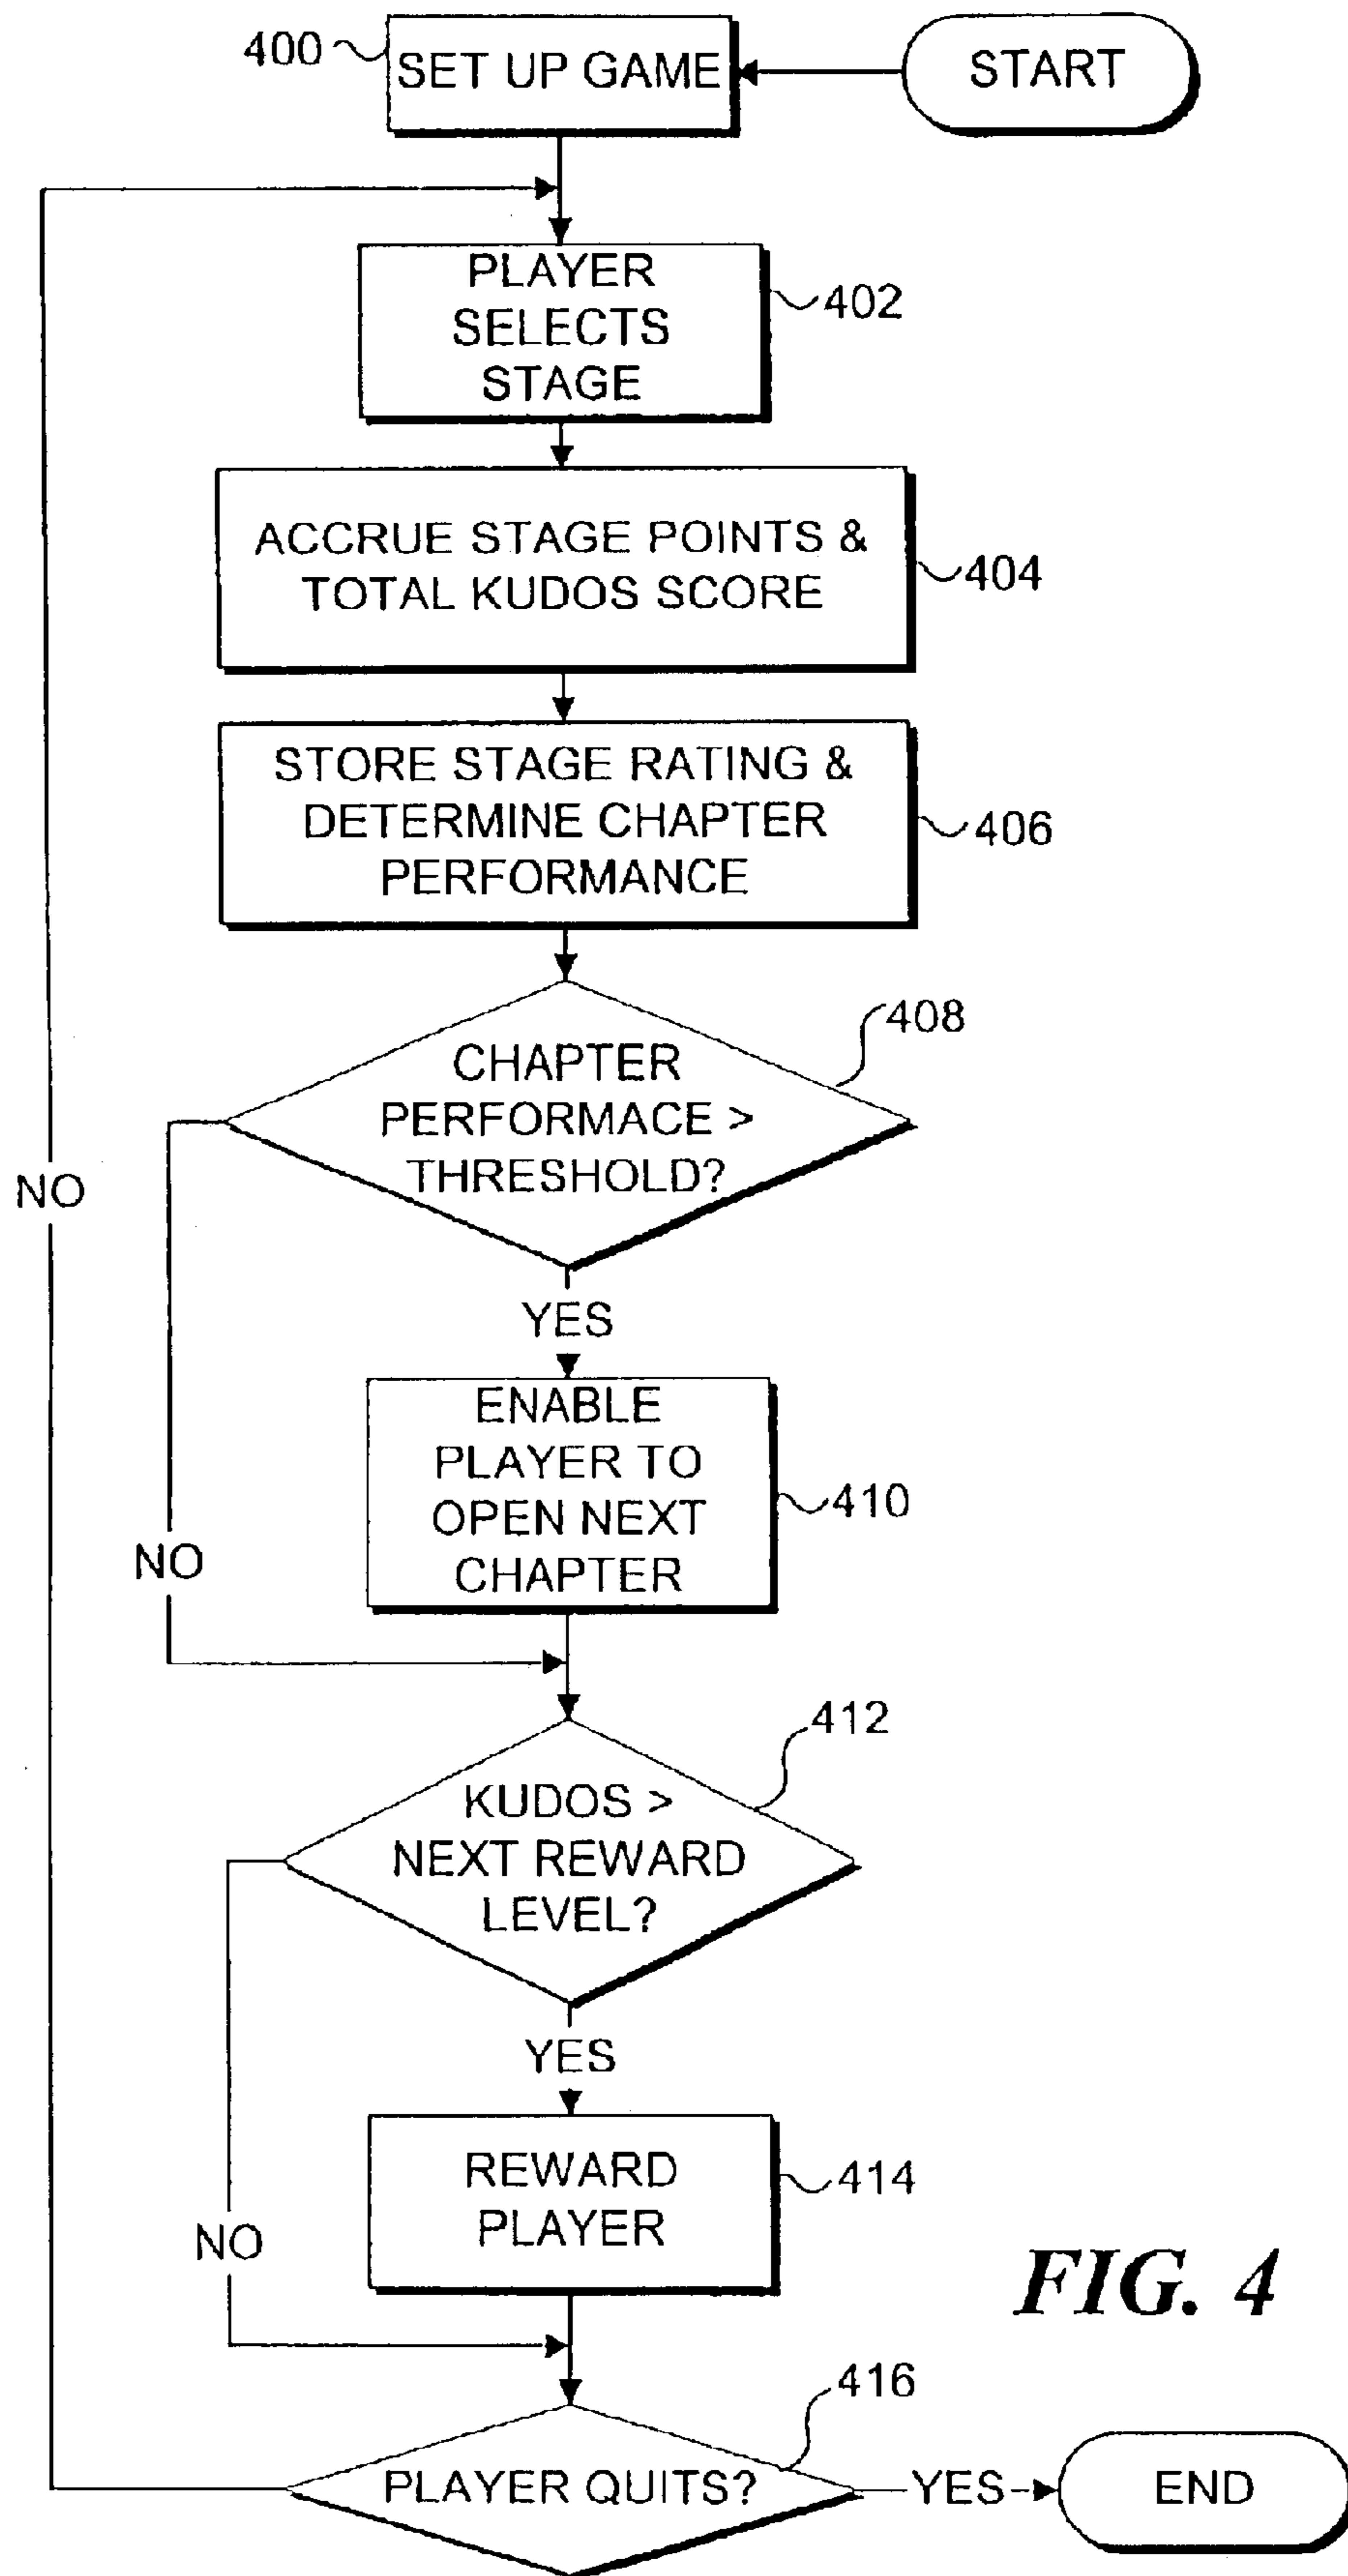 400
SET UP GAME
START
PLAYER
SELECTS
STAGE
402
ACCRUE STAGE POINTS &
TOTAL KUDOS SCORE
404
STORE STAGE RATING &
DETERMINE CHAPTER
PERFORMANCE
406
408
CHAPTER
PERFORMACE >
THRESHOLD?
NO
YES
ENABLE
PLAYER TO
OPEN NEXT
CHAPTER
410
NO
412
KUDOS >
NEXT REWARD
LEVEL?
YES
REWARD
PLAYER
414
NO
FIG. 4
416
PLAYER QUITS?
YES
END